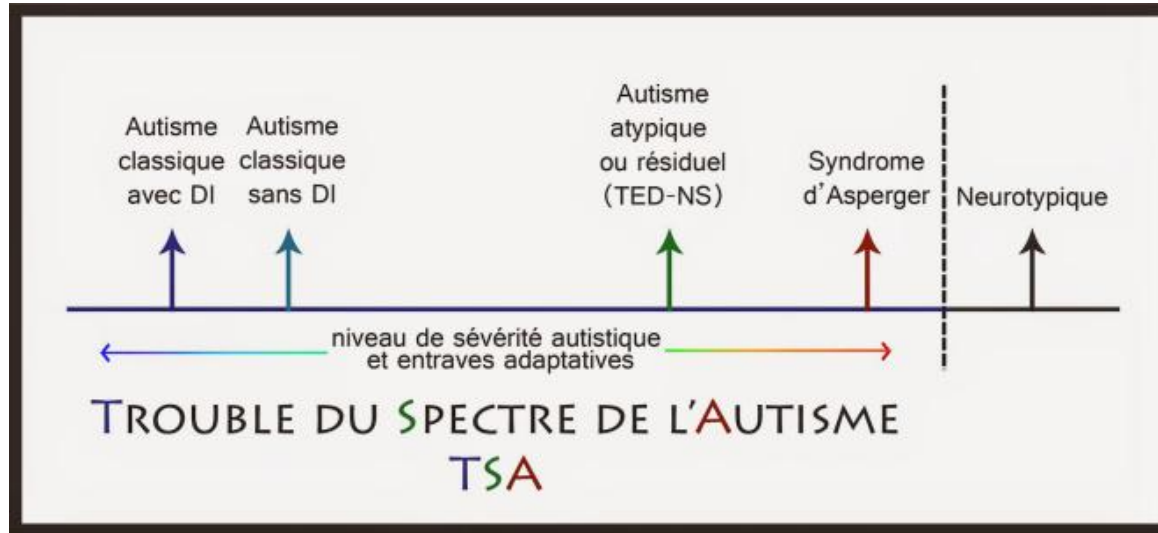 Autisme
classique
avec DI
Autisme
classique
sans DI
Autisme
atypique
ou résiduel
(TED-NS)
Syndrome
d'Asperger
Neurotypique
niveau de sévérité autistique
et entraves adaptatives
TROUBLE DU SPECTRE DE L'AUTISME
TSA